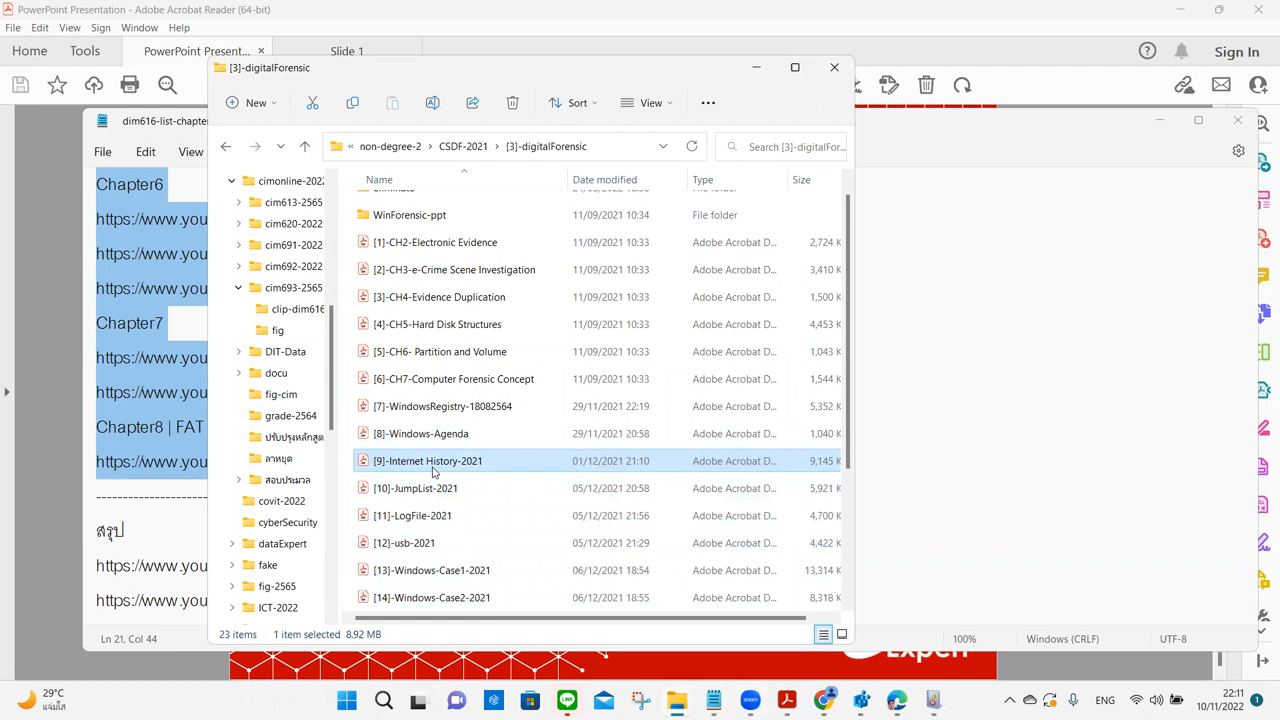 PowerPoint Presentation - Adobe Acrobat Reader (64-bit)
File Edit View Sign Window Help
Home Tools PowerPoint Present... × Slide 1
Sign In
[3]-digitalForensic
New Sort View
« non-degree-2 › CSDF-2021 › [3]-digitalForensic
Search [3]-digitalFor...
dim616-list-chapte
File Edit View
Chapter6
https://www.you
https://www.you
https://www.you
Chapter7
https://www.you
https://www.you
Chapter8 | FAT
https://www.you
สรุป
https://www.you
https://www.you
Ln 21, Col 44
cimonline-2022
cim613-2565
cim620-2022
cim691-2022
cim692-2022
cim693-2565
clip-dim616
fig
DIT-Data
docu
fig-cim
grade-2564
ปรับปรุงหลักสูต
ลาหยุด
สอบประมวล
covit-2022
cyberSecurity
dataExpert
fake
fig-2565
ICT-2022
Name Date modified Type Size
WinForensic-ppt 11/09/2021 10:34 File folder
[1]-CH2-Electronic Evidence 11/09/2021 10:33 Adobe Acrobat D... 2,724 K
[2]-CH3-e-Crime Scene Investigation 11/09/2021 10:33 Adobe Acrobat D... 3,410 K
[3]-CH4-Evidence Duplication 11/09/2021 10:33 Adobe Acrobat D... 1,500 K
[4]-CH5-Hard Disk Structures 11/09/2021 10:33 Adobe Acrobat D... 4,453 K
[5]-CH6- Partition and Volume 11/09/2021 10:33 Adobe Acrobat D... 1,043 K
[6]-CH7-Computer Forensic Concept 11/09/2021 10:33 Adobe Acrobat D... 1,544 K
[7]-WindowsRegistry-18082564 29/11/2021 22:19 Adobe Acrobat D... 5,352 K
[8]-Windows-Agenda 29/11/2021 20:58 Adobe Acrobat D... 1,040 K
[9]-Internet History-2021 01/12/2021 21:10 Adobe Acrobat D... 9,145 K
[10]-JumpList-2021 05/12/2021 20:58 Adobe Acrobat D... 5,921 K
[11]-LogFile-2021 05/12/2021 21:56 Adobe Acrobat D... 4,700 K
[12]-usb-2021 05/12/2021 21:29 Adobe Acrobat D... 4,422 K
[13]-Windows-Case1-2021 06/12/2021 18:54 Adobe Acrobat D... 13,314 K
[14]-Windows-Case2-2021 06/12/2021 18:55 Adobe Acrobat D... 8,318 K
23 items 1 item selected 8.92 MB
100% Windows (CRLF) UTF-8
Expert
29°C
ENG
22:11
10/11/2022